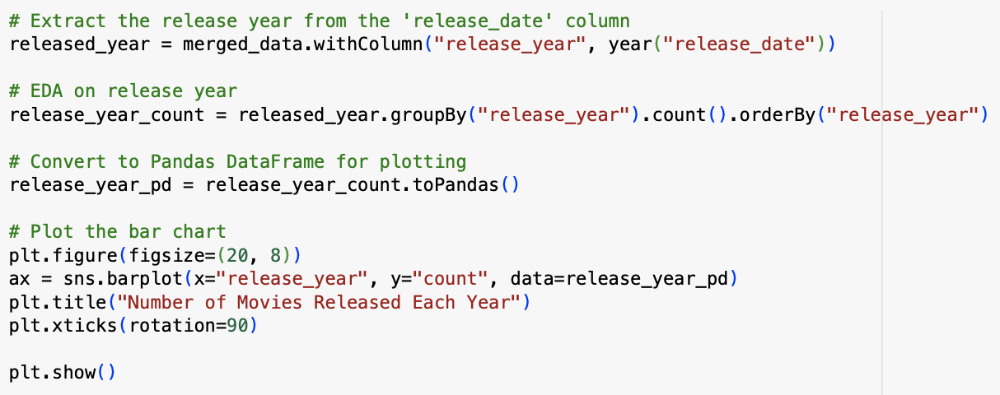 # Extract the release year from the 'release_date' column
released_year = merged_data.withColumn("release_year", year("release_date"))
# EDA on release year
release_year_count = released_year.groupBy("release_year").count().orderBy("release_year")
# Convert to Pandas DataFrame for plotting
release_year_pd = release_year_count.toPandas()
# Plot the bar chart
plt.figure(figsize=(20, 8))
ax = sns.barplot(x="release_year", y="count", data=release_year_pd)
plt.title("Number of Movies Released Each Year")
plt.xticks(rotation=90)
plt.show()